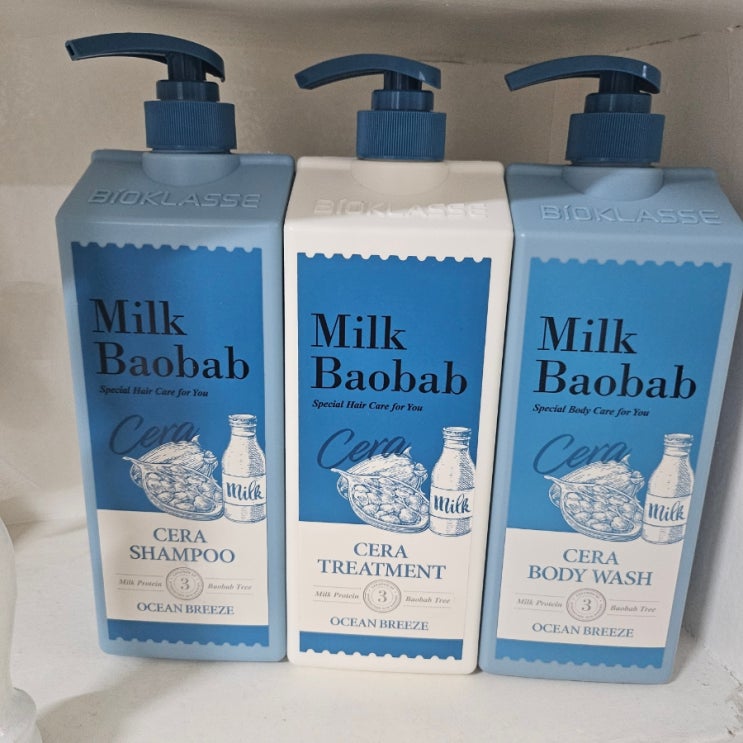 BIOKLASSE
Milk
Baobab
Special Hair Care for You
Cera
Milk
CERA
SHAMPOO
Milk Protein 3 Baobab Tree
OCEAN BREEZE
BIOKLASSE
Milk
Baobab
Special Hair Care for You
Cera
Milk
CERA
TREATMENT
Milk Protein 3 Baobab Tree
OCEAN BREEZE
BIOKLASSE
Milk
Baobab
Special Body Care for You
Cera
Milk
CERA
BODY WASH
Milk Protein 3 Baobab Tree
OCEAN BREEZE